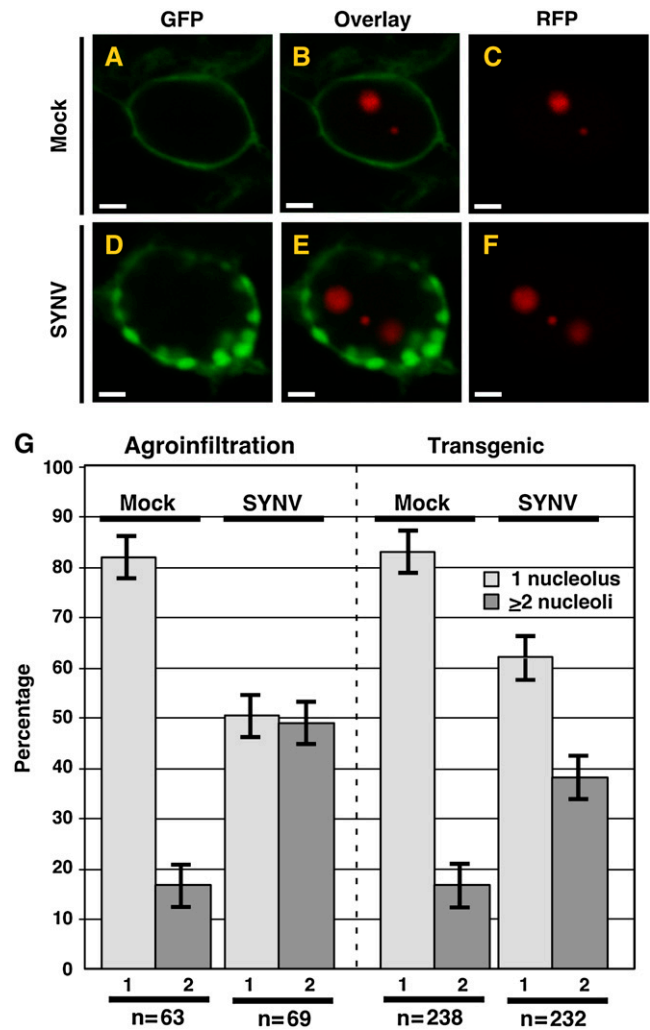 GFP Overlay RFP
Mock
A B C
SYNV
D E F
G Agroinfiltration Transgenic
Mock SYNV Mock SYNV
Percentage
100
90
80
70
60
50
40
30
20
10
0
1 nucleolus
≥2 nucleoli
1 2 1 2 1 2 1 2
n=63 n=69 n=238 n=232